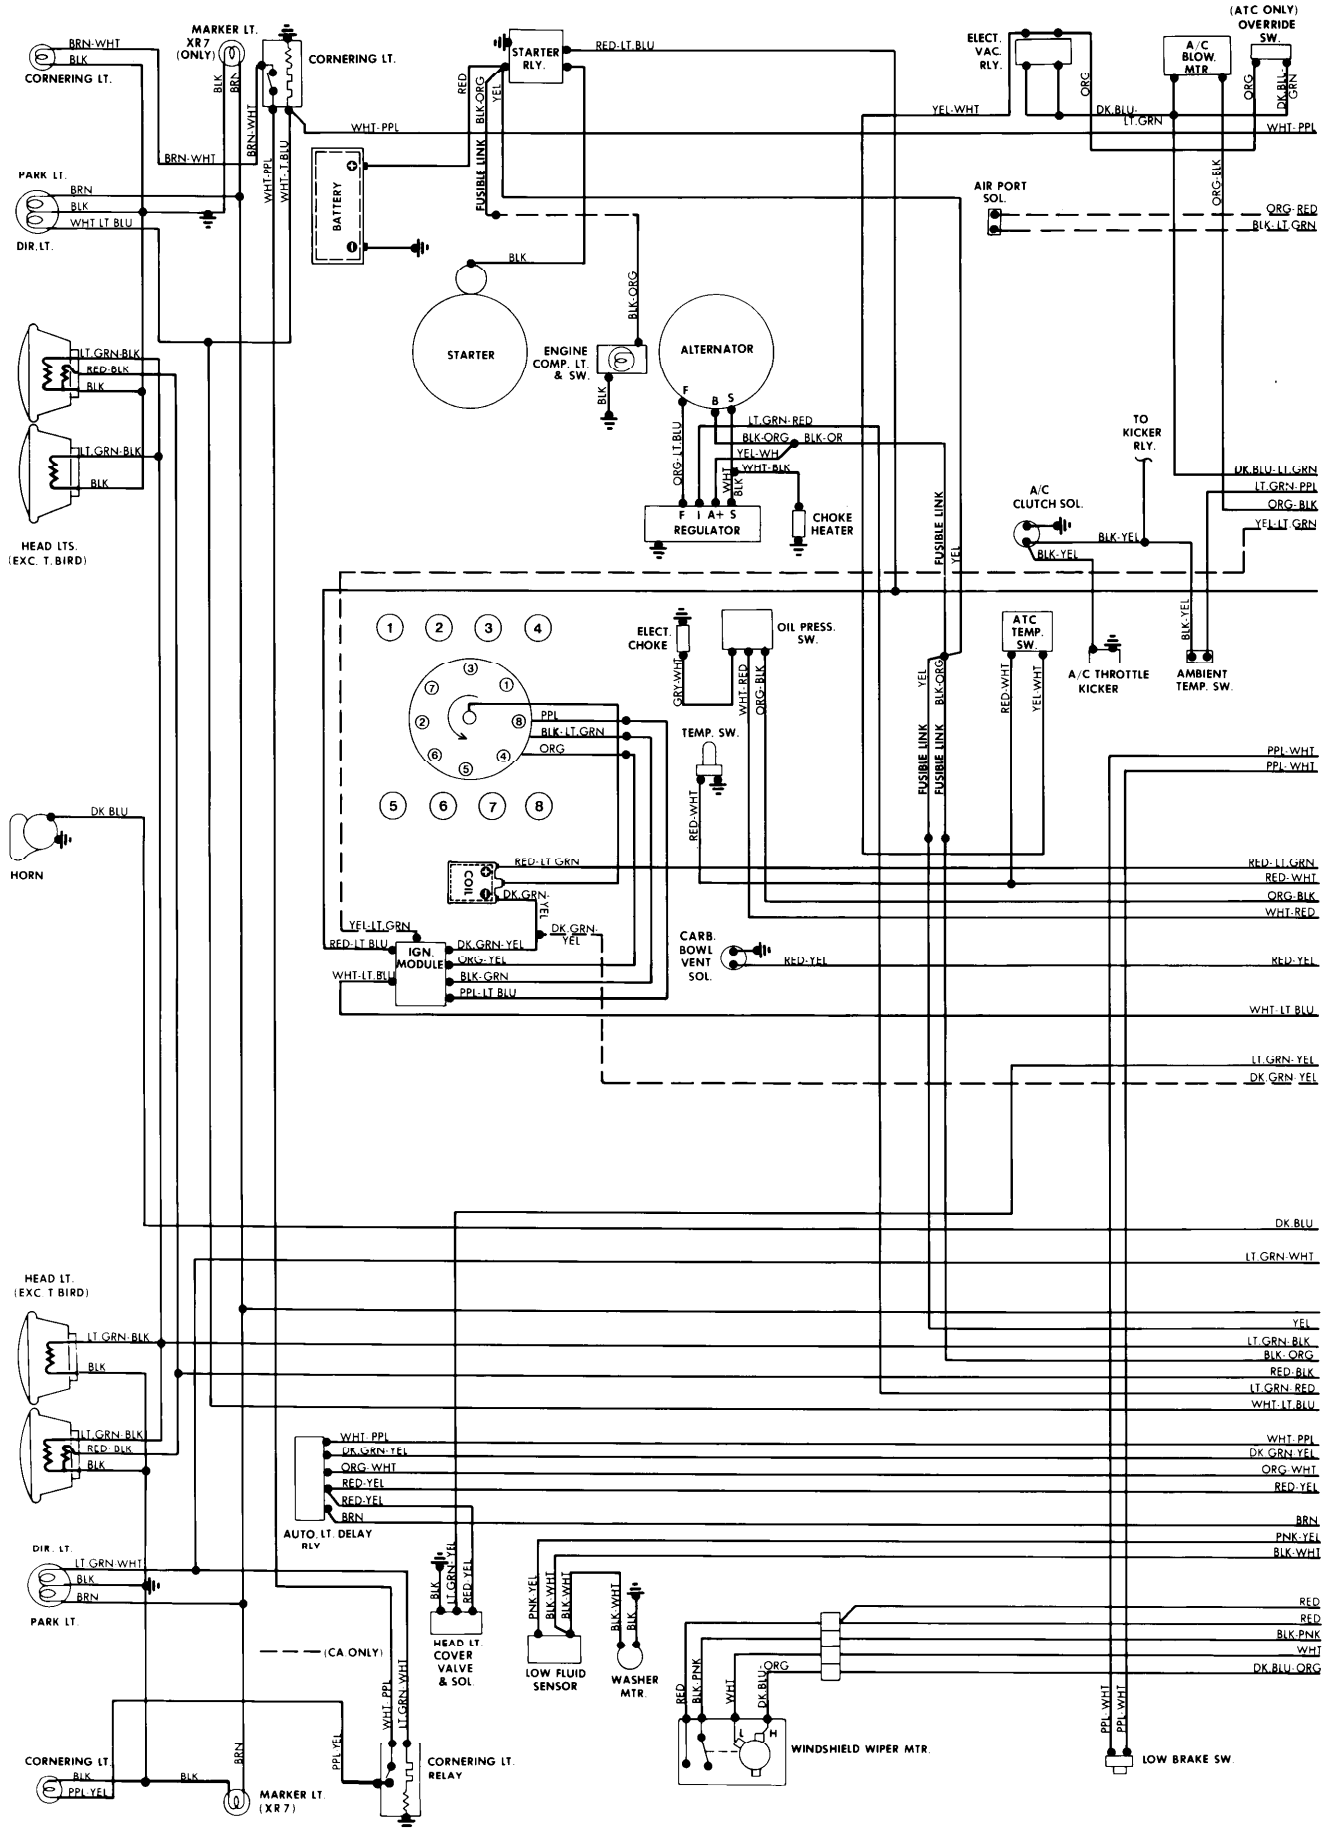 (ATC ONLY)
OVERRIDE
SW.
MARKER LT.
XR7
(ONLY)
BRN-WHT
BLK
CORNERING LT.
CORNERING LT.
BLK
BRN
STARTER
RLY.
RED-LT.BLU
RED
BLK-ORG
YEL
ELECT.
VAC.
RLY.
A/C
BLOW.
MTR
ORG
ORG
DK.BLU-
GRN
YEL-WHT
DK.BLU-
LT.GRN
WHT-PPL
WHT-PPL
BRN-WHT
BRN-WHT
WHT-PPL
WHT-LT.BLU
BATTERY
FUSIBLE LINK
ORG-BLK
PARK LT.
BRN
BLK
WHT LT BLU
DIR.LT.
AIR PORT
SOL.
ORG-RED
BLK-LT.GRN
BLK
BLK-ORG
STARTER
ENGINE
COMP. LT.
& SW.
BLK
ALTERNATOR
F
B
S
LT.GRN-BLK
RED-BLK
BLK
LT.GRN-BLK
BLK
HEAD LTS.
(EXC. T.BIRD)
LT.GRN-RED
BLK-ORG
BLK-OR
YEL-WH
WHT-BLK
ORG-LT.BLU
WHT
BLK
F I A+ S
REGULATOR
CHOKE
HEATER
FUSIBLE LINK
YEL
TO
KICKER
RLY.
A/C
CLUTCH SOL.
BLK-YEL
BLK-YEL
DK.BLU-LT.GRN
LT.GRN-PPL
ORG-BLK
YEL-LT.GRN
BLK-YEL
1 2 3 4
3
7 1
2 8
6 4
5
5 6 7 8
PPL
BLK-LT.GRN
ORG
ELECT.
CHOKE
OIL PRESS.
SW.
GRY-WHT
WHT-RED
ORG-BLK
TEMP. SW.
RED-WHT
YEL
BLK-ORG
FUSIBLE LINK
FUSIBLE LINK
ATC
TEMP.
SW.
RED-WHT
YEL-WHT
A/C THROTTLE
KICKER
AMBIENT
TEMP. SW.
PPL-WHT
PPL-WHT
DK BLU
HORN
COIL
RED-LT GRN
DK.GRN-
YEL
RED-LT.GRN
RED-WHT
ORG-BLK
WHT-RED
YEL-LT.GRN
RED-LT BLU
IGN.
MODULE
DK.GRN-YEL
DK.GRN-
YEL
ORG-YEL
WHT-LT.BLU
BLK-GRN
PPL-LT BLU
CARB.
BOWL
VENT
SOL.
RED-YEL
RED-YEL
WHT-LT BLU
LT.GRN-YEL
DK.GRN-YEL
DK.BLU
LT.GRN-WHT
HEAD LT.
(EXC. T BIRD)
LT GRN-BLK
BLK
YEL
LT.GRN-BLK
BLK-ORG
RED-BLK
LT.GRN-RED
WHT-LT.BLU
LT.GRN-BLK
RED-BLK
BLK
WHT-PPL
DK.GRN-YEL
ORG-WHT
RED-YEL
RED-YEL
BRN
AUTO. LT. DELAY
RLY
WHT-PPL
DK GRN-YEL
ORG-WHT
RED-YEL
BRN
PNK-YEL
BLK-WHT
DIR. LT.
LT GRN-WHT
BLK
BRN
PARK LT.
BLK
LT.GRN-YEL
RED YEL
HEAD LT.
COVER
VALVE
& SOL.
PNK-YEL
BLK-WHT
BLK-WHT
LOW FLUID
SENSOR
BLK-WHT
BLK
WASHER
MTR.
RED
RED
BLK-PNK
WHT
DK.BLU-ORG
(CA.ONLY)
RED
BLK-PNK
WHT
DK.BLU-
ORG
L
H
WINDSHIELD WIPER MTR.
WHT-PPL
LT.GRN-WHT
BRN
PPL YEL
CORNERING LT.
BLK
PPL-YEL
BLK
MARKER LT.
(XR7)
CORNERING LT.
RELAY
PPL-WHT
PPL-WHT
LOW BRAKE SW.